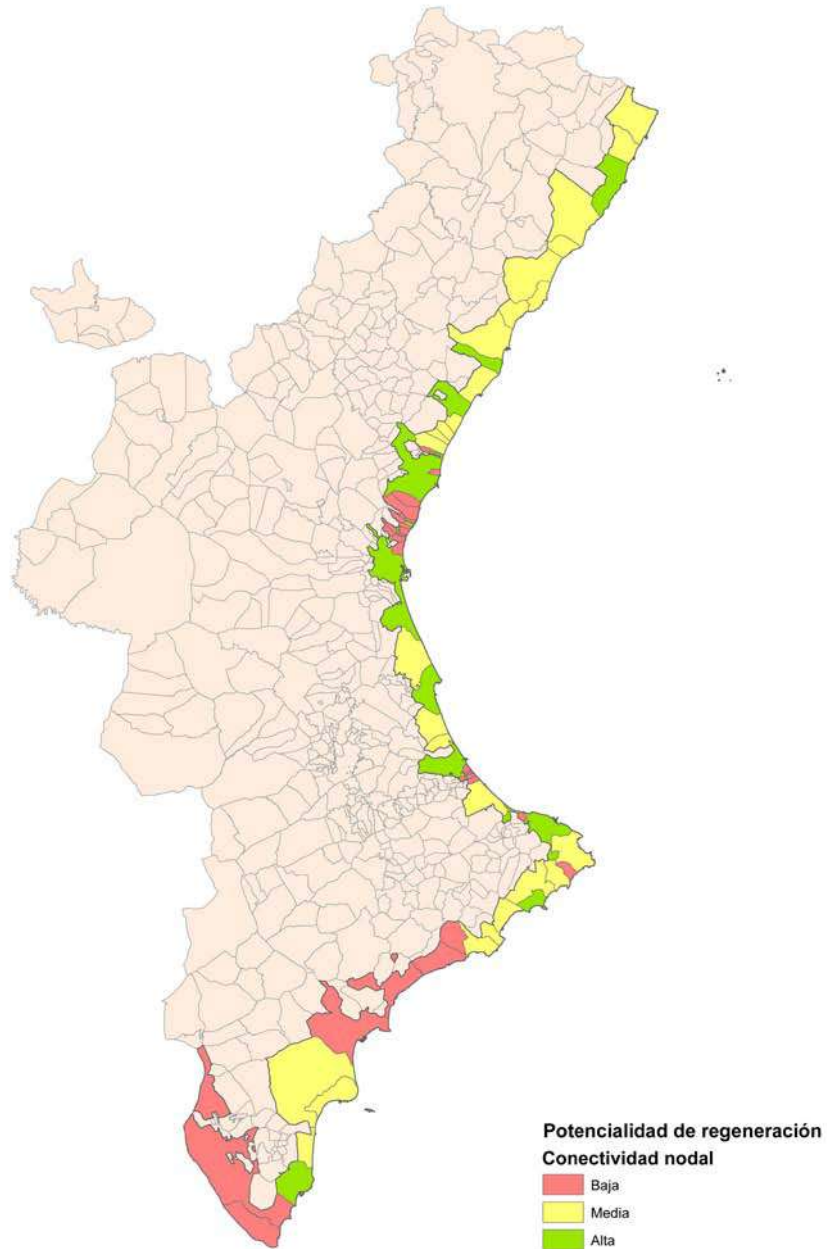 Potencialidad de regeneración
Conectividad nodal
Baja
Media
Alta